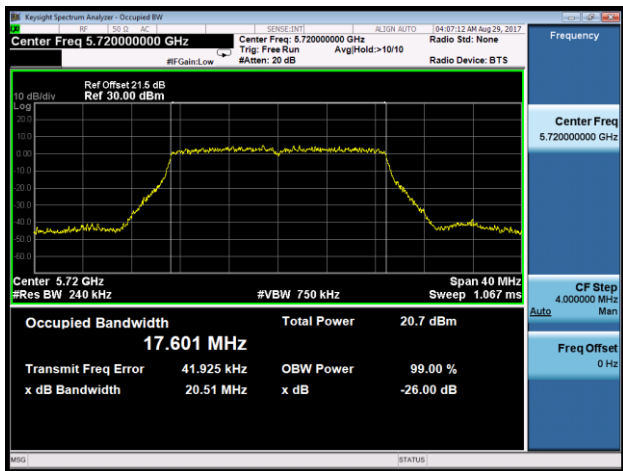 Keysight Spectrum Analyzer - Occupied BW
RF 50 Ω AC SENSE:INT ALIGN AUTO 04:07:12 AM Aug 29, 2017
Center Freq 5.720000000 GHz
Center Freq: 5.720000000 GHz Radio Std: None
Trig: Free Run Avg|Hold:>10/10
#IFGain:Low #Atten: 20 dB Radio Device: BTS
Ref Offset 21.5 dB
10 dB/div Ref 30.00 dBm
Log
20.0
10.0
0.00
-10.0
-20.0
-30.0
-40.0
-50.0
-60.0
Center 5.72 GHz Span 40 MHz
#Res BW 240 kHz #VBW 750 kHz Sweep 1.067 ms
Occupied Bandwidth Total Power 20.7 dBm
17.601 MHz
Transmit Freq Error 41.925 kHz OBW Power 99.00 %
x dB Bandwidth 20.51 MHz x dB -26.00 dB
MSG STATUS
Frequency
Center Freq
5.720000000 GHz
CF Step
4.000000 MHz
Auto Man
Freq Offset
0 Hz